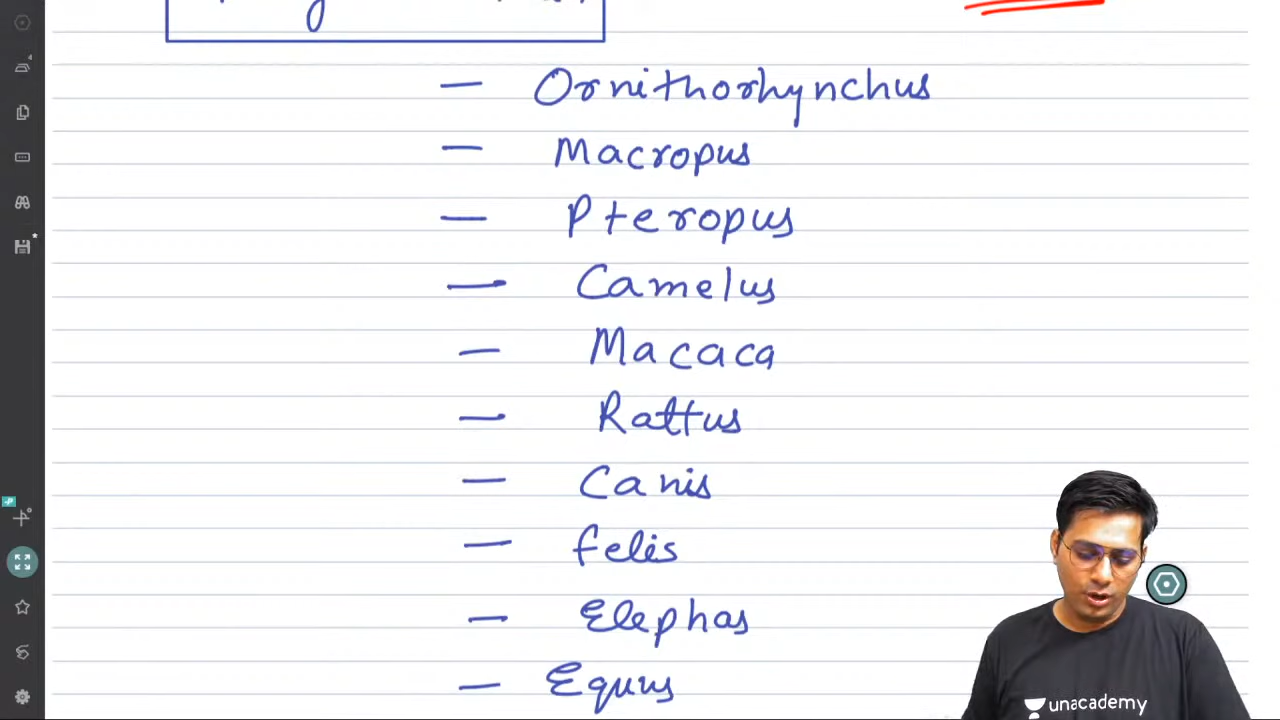 — Ornithorhynchus
— Macropus
— Pteropus
— Camelus
— Macaca
— Rattus
— Canis
— felis
— Elephas
— Equus
unacademy